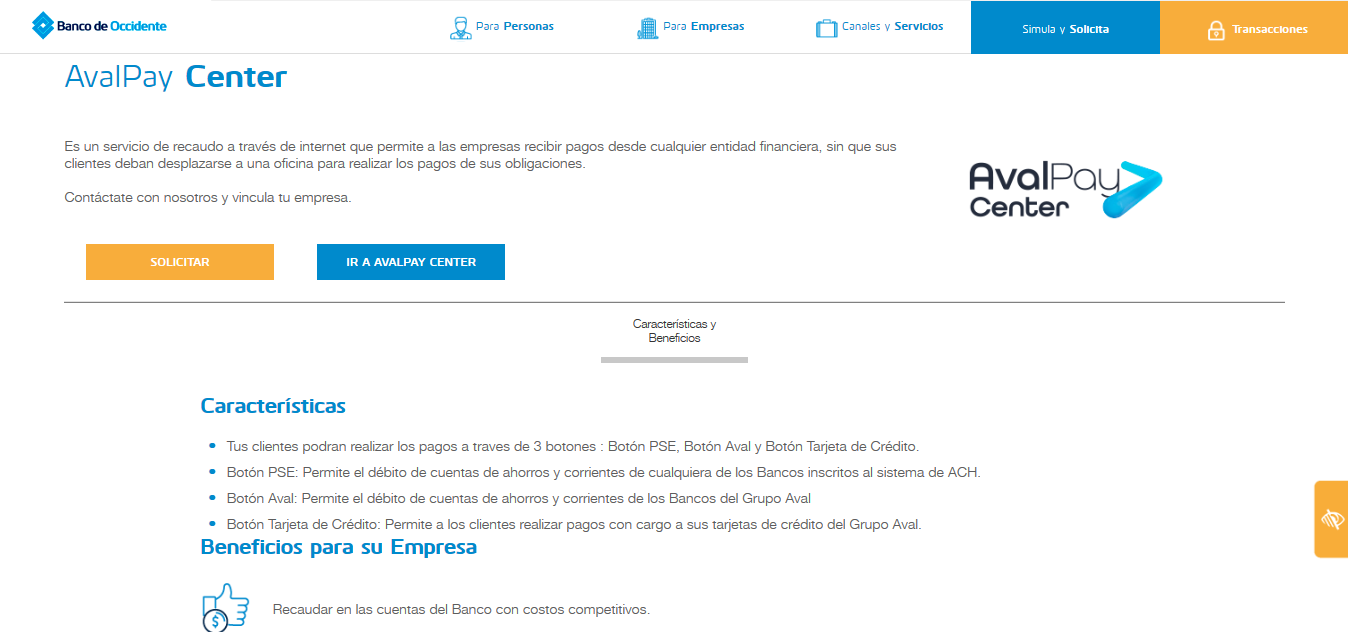 Banco de Occidente
Para Personas
Para Empresas
Canales y Servicios
Simula y Solicita
Transacciones
AvalPay Center
Es un servicio de recaudo a través de internet que permite a las empresas recibir pagos desde cualquier entidad financiera, sin que sus
clientes deban desplazarse a una oficina para realizar los pagos de sus obligaciones.
Contáctate con nosotros y vincula tu empresa.
AvalPay
Center
SOLICITAR
IR A AVALPAY CENTER
Características y
Beneficios
Características
Tus clientes podran realizar los pagos a traves de 3 botones : Botón PSE, Botón Aval y Botón Tarjeta de Crédito.
Botón PSE: Permite el débito de cuentas de ahorros y corrientes de cualquiera de los Bancos inscritos al sistema de ACH.
Botón Aval: Permite el débito de cuentas de ahorros y corrientes de los Bancos del Grupo Aval
Botón Tarjeta de Crédito: Permite a los clientes realizar pagos con cargo a sus tarjetas de crédito del Grupo Aval.
Beneficios para su Empresa
$
Recaudar en las cuentas del Banco con costos competitivos.